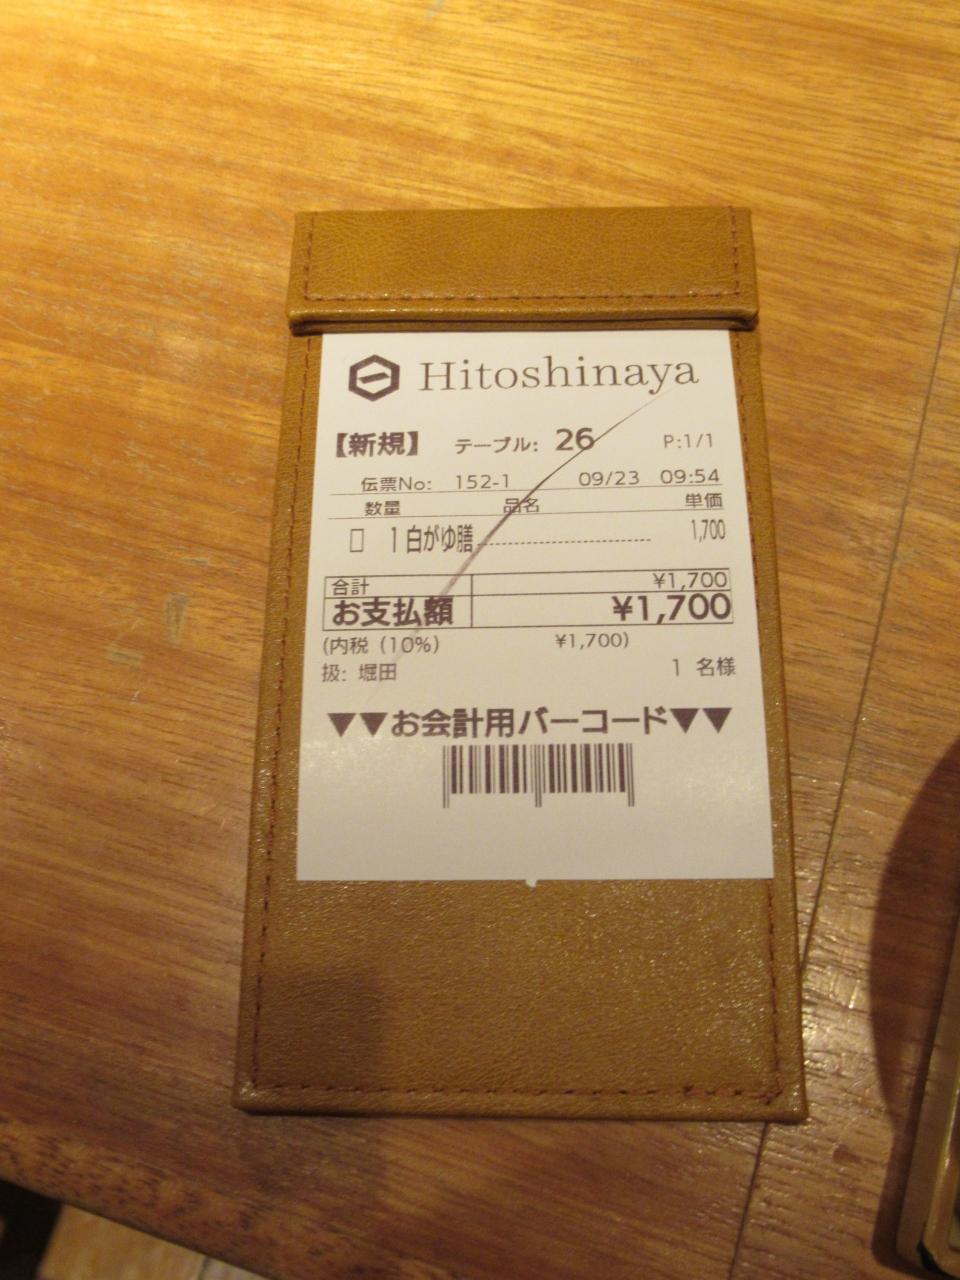 Hitoshinaya
【新規】 テーブル: 26 P:1/1
伝票No: 152-1 09/23 09:54
数量 品名 単価
□ 1 白がゆ膳 1,700
合計 ¥1,700
お支払額 ¥1,700
(内税 (10%) ¥1,700)
扱: 堀田 1 名様
▼▼お会計用バーコード▼▼